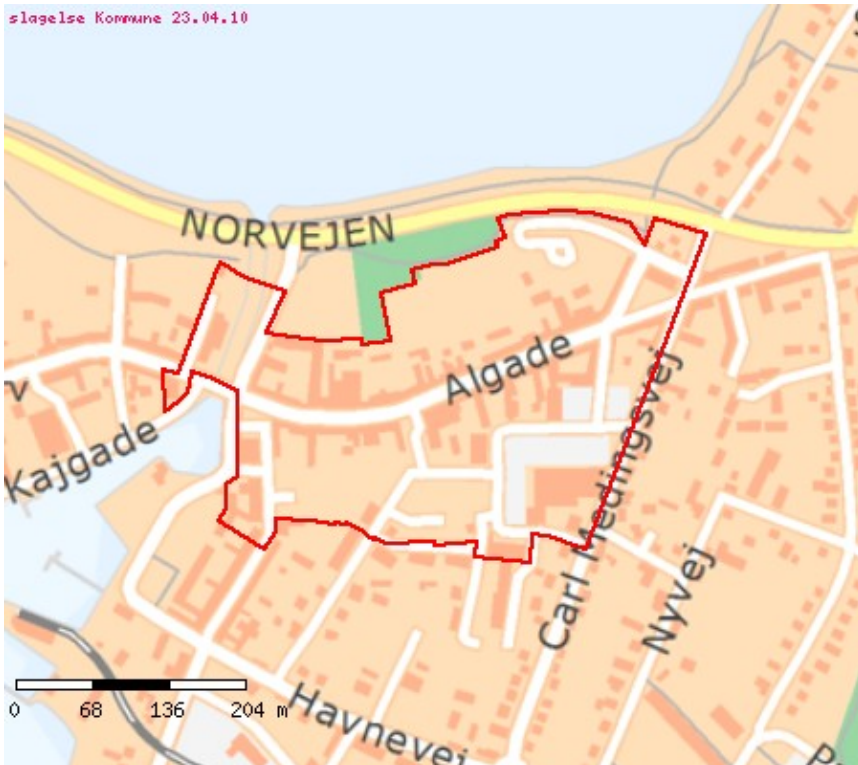 slagelse Kommune 23.04.10
NORVEJEN
Algade
Kajgade
Carl Medingsvej
Nyvej
Havnevej
0 68 136 204 m